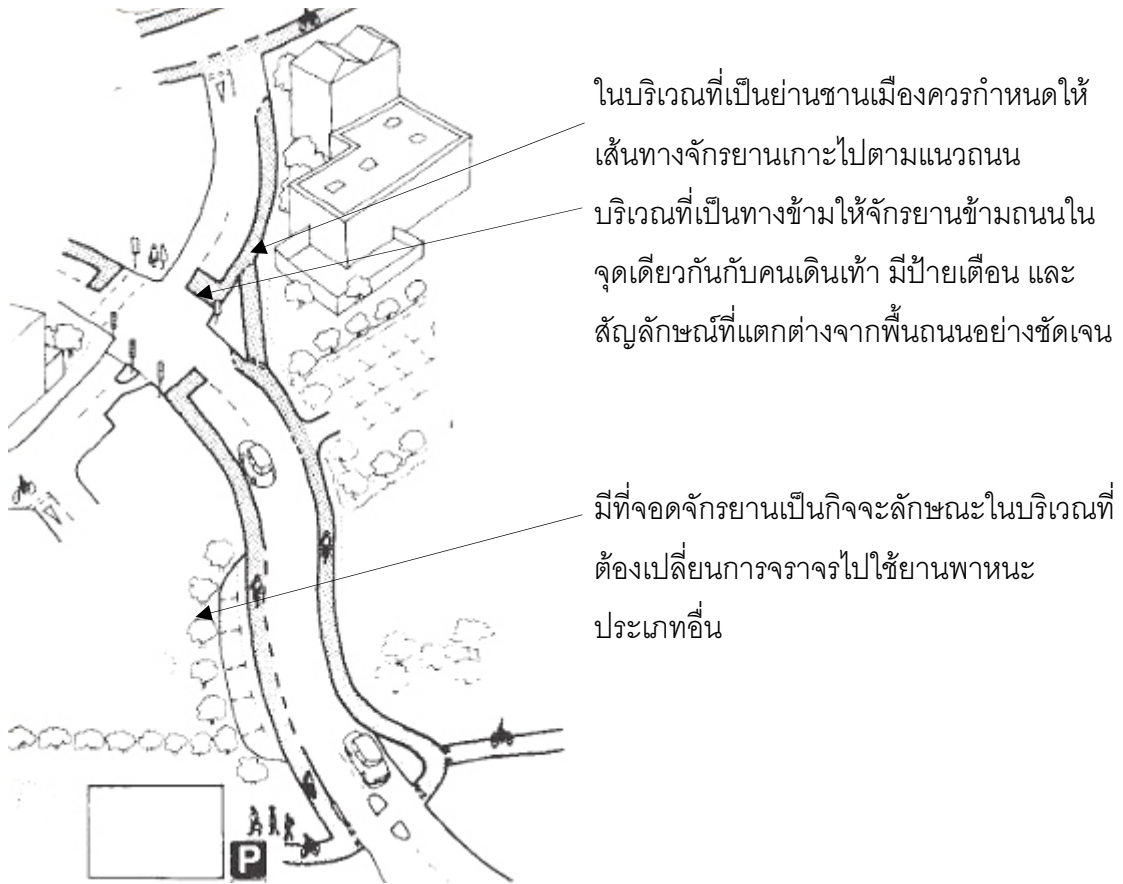 ในบริเวณที่เป็นย่านชานเมืองควรกำหนดให้
เส้นทางจักรยานเกาะไปตามแนวถนน
บริเวณที่เป็นทางข้ามให้จักรยานข้ามถนนใน
จุดเดียวกันกับคนเดินเท้า มีป้ายเตือน และ
สัญลักษณ์ที่แตกต่างจากพื้นถนนอย่างชัดเจน
มีที่จอดจักรยานเป็นกิจจะลักษณะในบริเวณที่
ต้องเปลี่ยนการจราจรไปใช้ยานพาหนะ
ประเภทอื่น
P